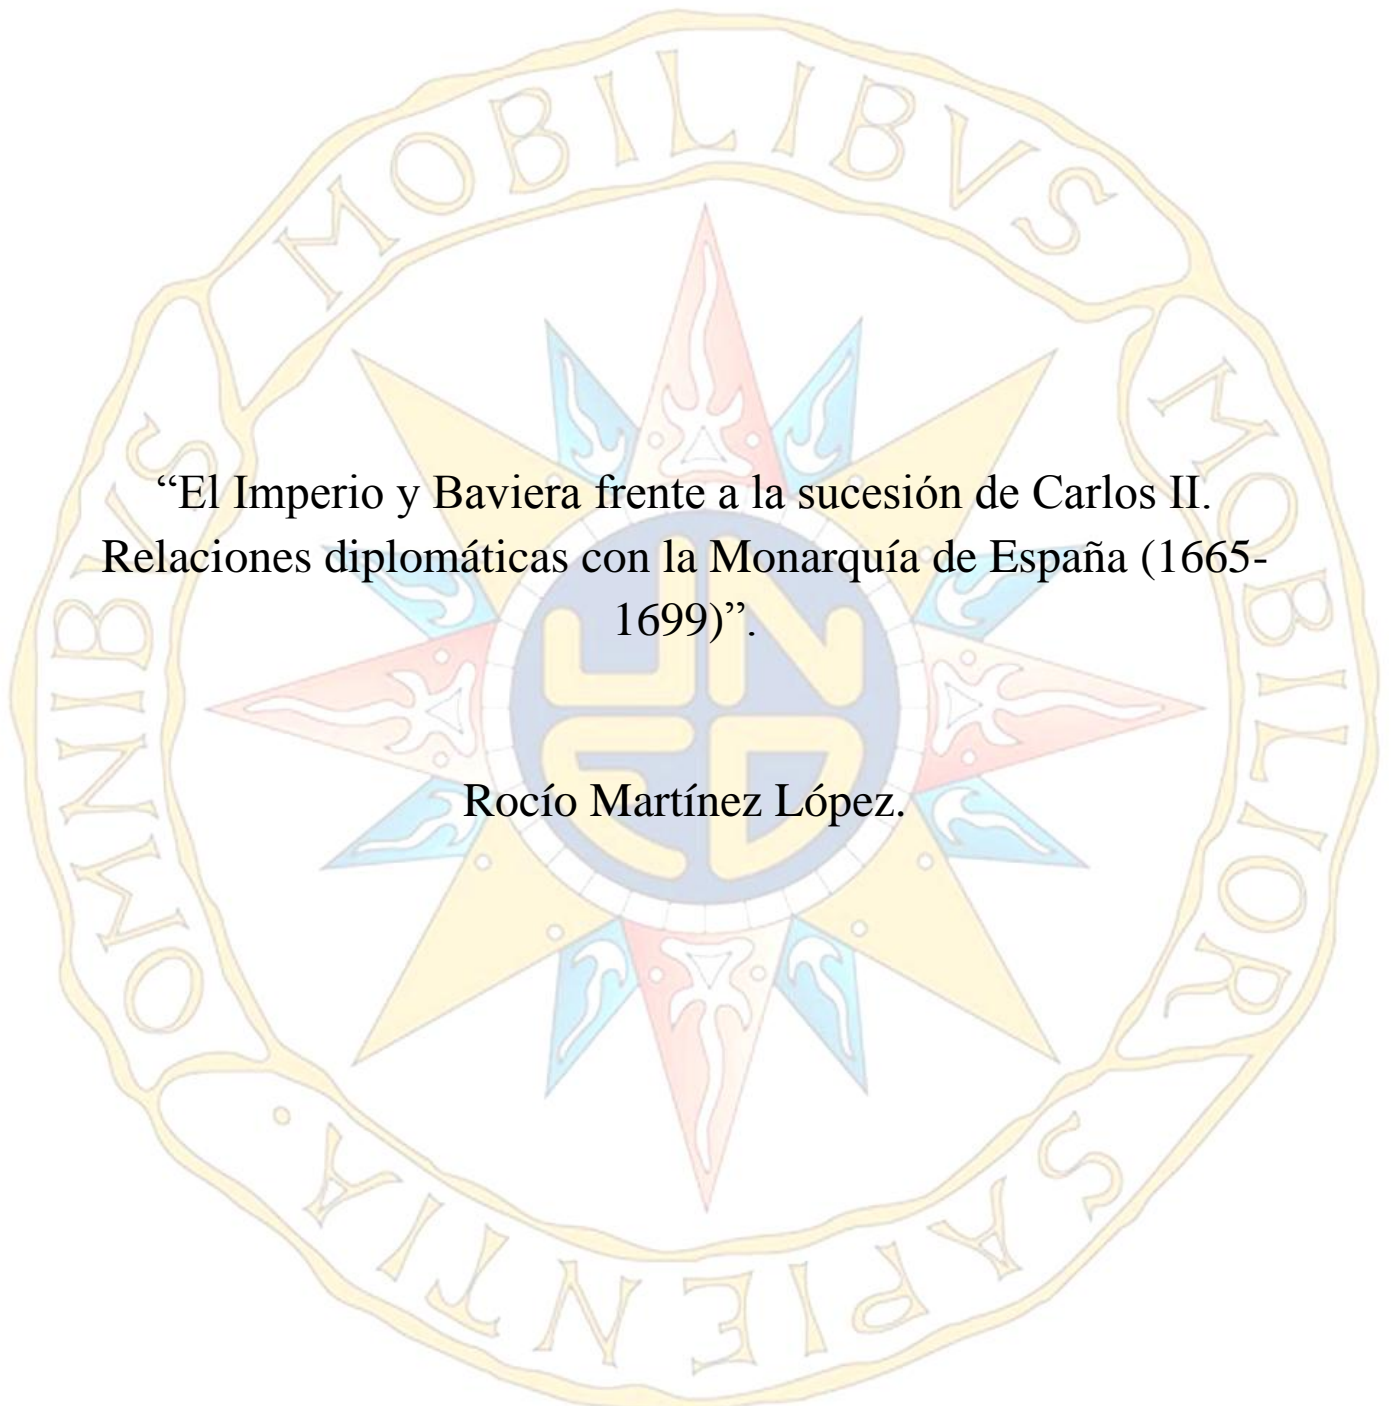 OMNIBVS MOBILIBVS MOBILIOR SAPIENTIA.
“El Imperio y Baviera frente a la sucesión de Carlos II.
Relaciones diplomáticas con la Monarquía de España (1665-
1699)”.
UNED
Rocío Martínez López.